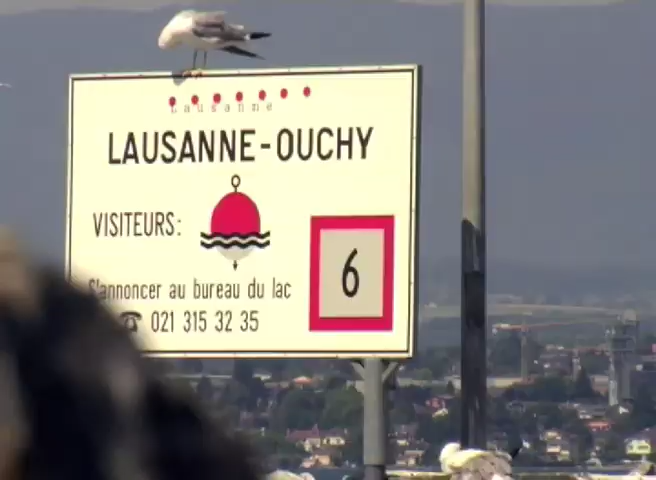 Lausanne
LAUSANNE-OUCHY
VISITEURS:
6
S'annoncer au bureau du lac
021 315 32 35